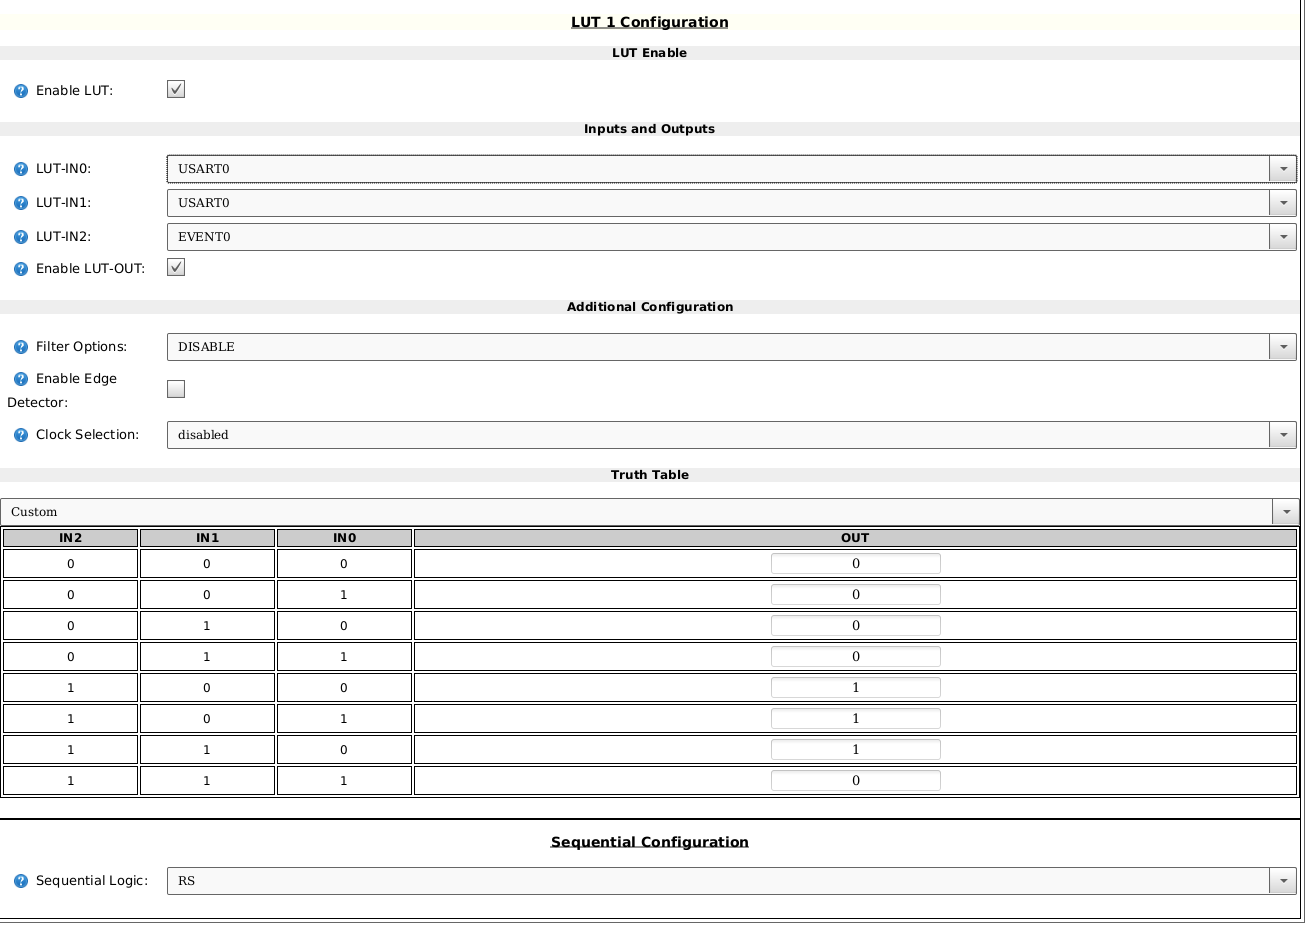 LUT 1 Configuration
LUT Enable
Enable LUT:
Inputs and Outputs
LUT-IN0: USART0
LUT-IN1: USART0
LUT-IN2: EVENT0
Enable LUT-OUT:
Additional Configuration
Filter Options: DISABLE
Enable Edge
Detector:
Clock Selection: disabled
Truth Table
Custom
IN2 IN1 IN0 OUT
0 0 0 0
0 0 1 0
0 1 0 0
0 1 1 0
1 0 0 1
1 0 1 1
1 1 0 1
1 1 1 0
Sequential Configuration
Sequential Logic: RS